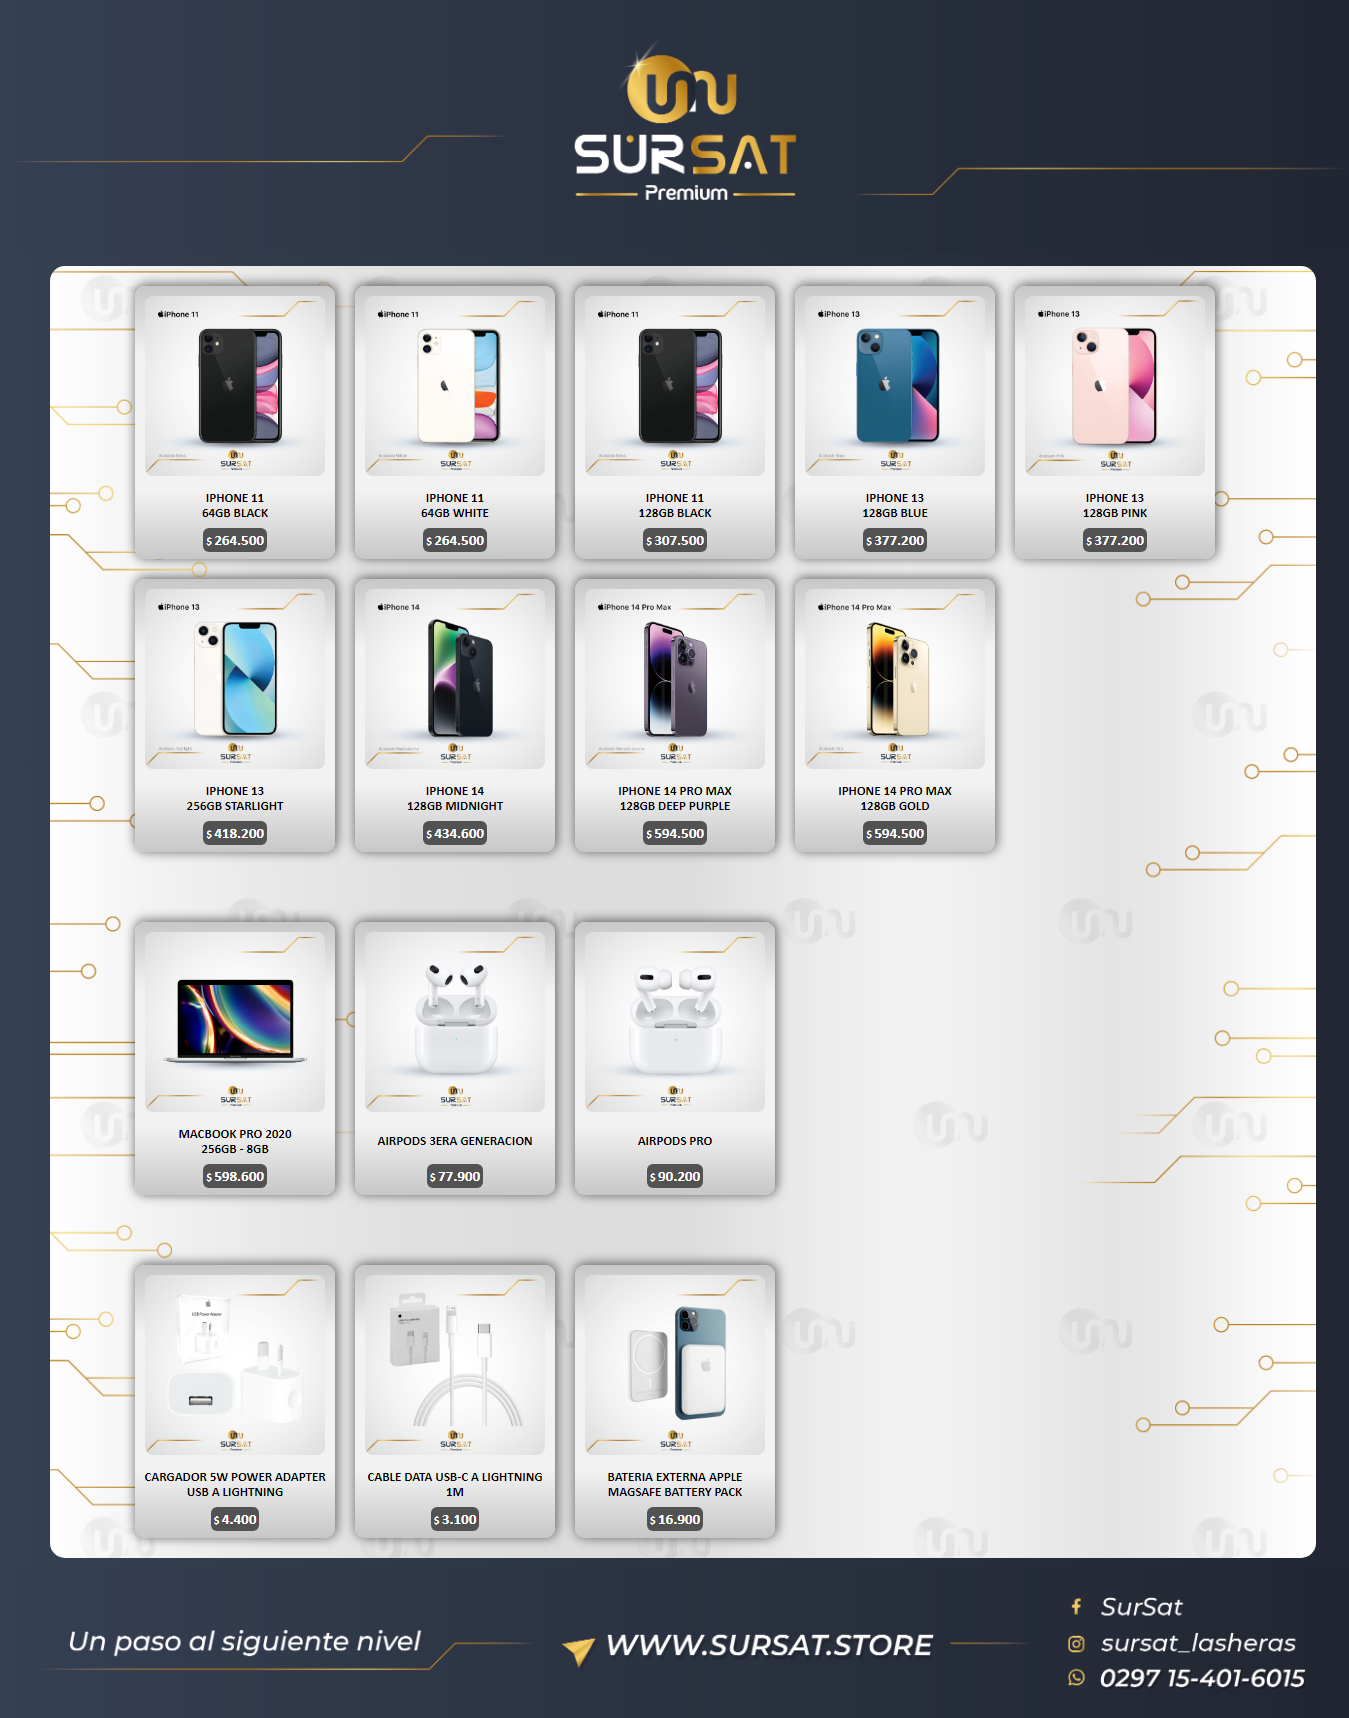 SURSAT
Premium
iPhone 11
iPhone 11
iPhone 11
iPhone 13
iPhone 13
SURSAT
SURSAT
SURSAT
SURSAT
SURSAT
IPHONE 11
64GB BLACK
$ 264.500
IPHONE 11
64GB WHITE
$ 264.500
IPHONE 11
128GB BLACK
$ 307.500
IPHONE 13
128GB BLUE
$ 377.200
IPHONE 13
128GB PINK
$ 377.200
iPhone 13
iPhone 14
iPhone 14 Pro Max
iPhone 14 Pro Max
SURSAT
SURSAT
SURSAT
SURSAT
IPHONE 13
256GB STARLIGHT
$ 418.200
IPHONE 14
128GB MIDNIGHT
$ 434.600
IPHONE 14 PRO MAX
128GB DEEP PURPLE
$ 594.500
IPHONE 14 PRO MAX
128GB GOLD
$ 594.500
SURSAT
SURSAT
SURSAT
MACBOOK PRO 2020
256GB - 8GB
$ 598.600
AIRPODS 3ERA GENERACION
$ 77.900
AIRPODS PRO
$ 90.200
USB Power Adapter
SURSAT
SURSAT
SURSAT
CARGADOR 5W POWER ADAPTER
USB A LIGHTNING
$ 4.400
CABLE DATA USB-C A LIGHTNING
1M
$ 3.100
BATERIA EXTERNA APPLE
MAGSAFE BATTERY PACK
$ 16.900
Un paso al siguiente nivel
WWW.SURSAT.STORE
SurSat
sursat_lasheras
0297 15-401-6015